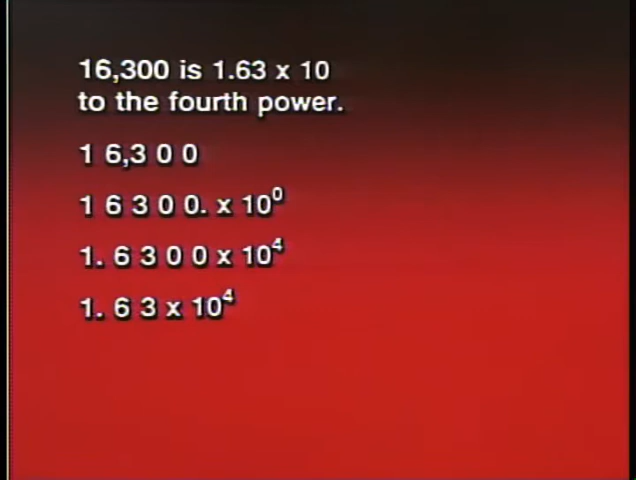 16,300 is 1.63 x 10
to the fourth power.
1 6,3 0 0
1 6 3 0 0. x 10⁰
1. 6 3 0 0 x 10⁴
1. 6 3 x 10⁴